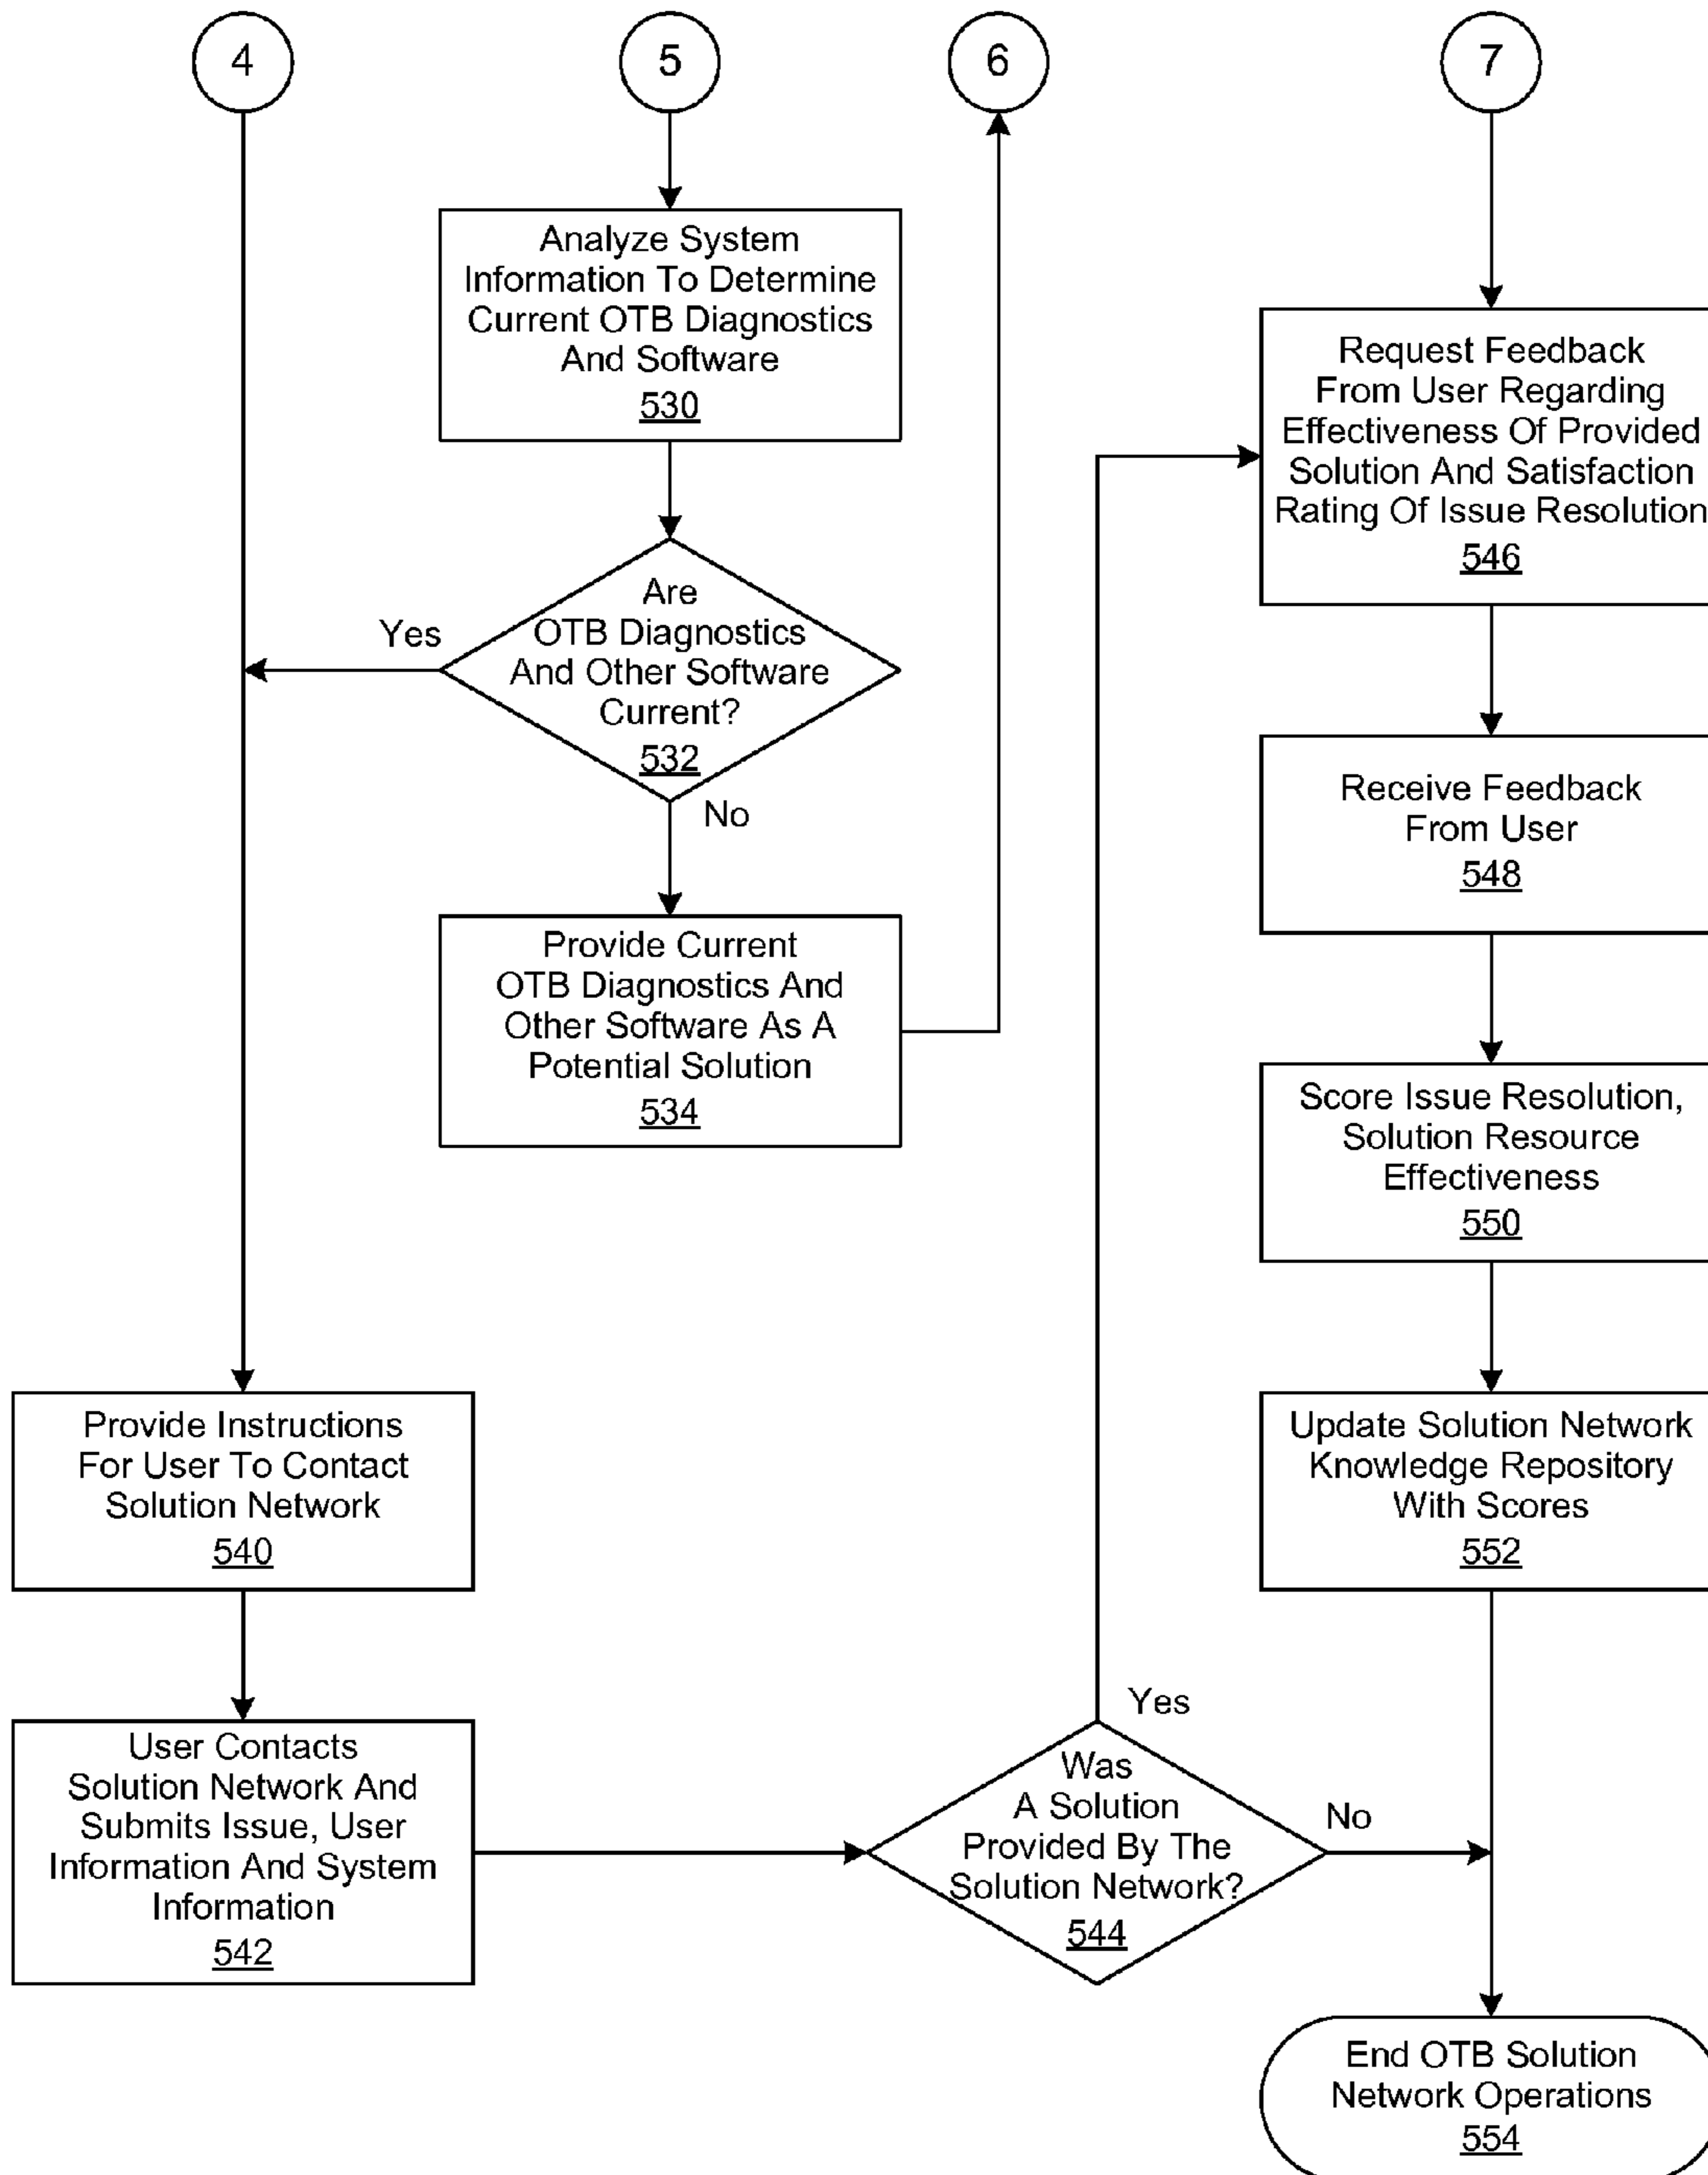 4
5
6
7
Analyze System
Information To Determine
Current OTB Diagnostics
And Software
530
Request Feedback
From User Regarding
Effectiveness Of Provided
Solution And Satisfaction
Rating Of Issue Resolution
546
Yes
Are
OTB Diagnostics
And Other Software
Current?
532
No
Receive Feedback
From User
548
Provide Current
OTB Diagnostics And
Other Software As A
Potential Solution
534
Score Issue Resolution,
Solution Resource
Effectiveness
550
Provide Instructions
For User To Contact
Solution Network
540
Update Solution Network
Knowledge Repository
With Scores
552
User Contacts
Solution Network And
Submits Issue, User
Information And System
Information
542
Yes
Was
A Solution
Provided By The
Solution Network?
544
No
End OTB Solution
Network Operations
554